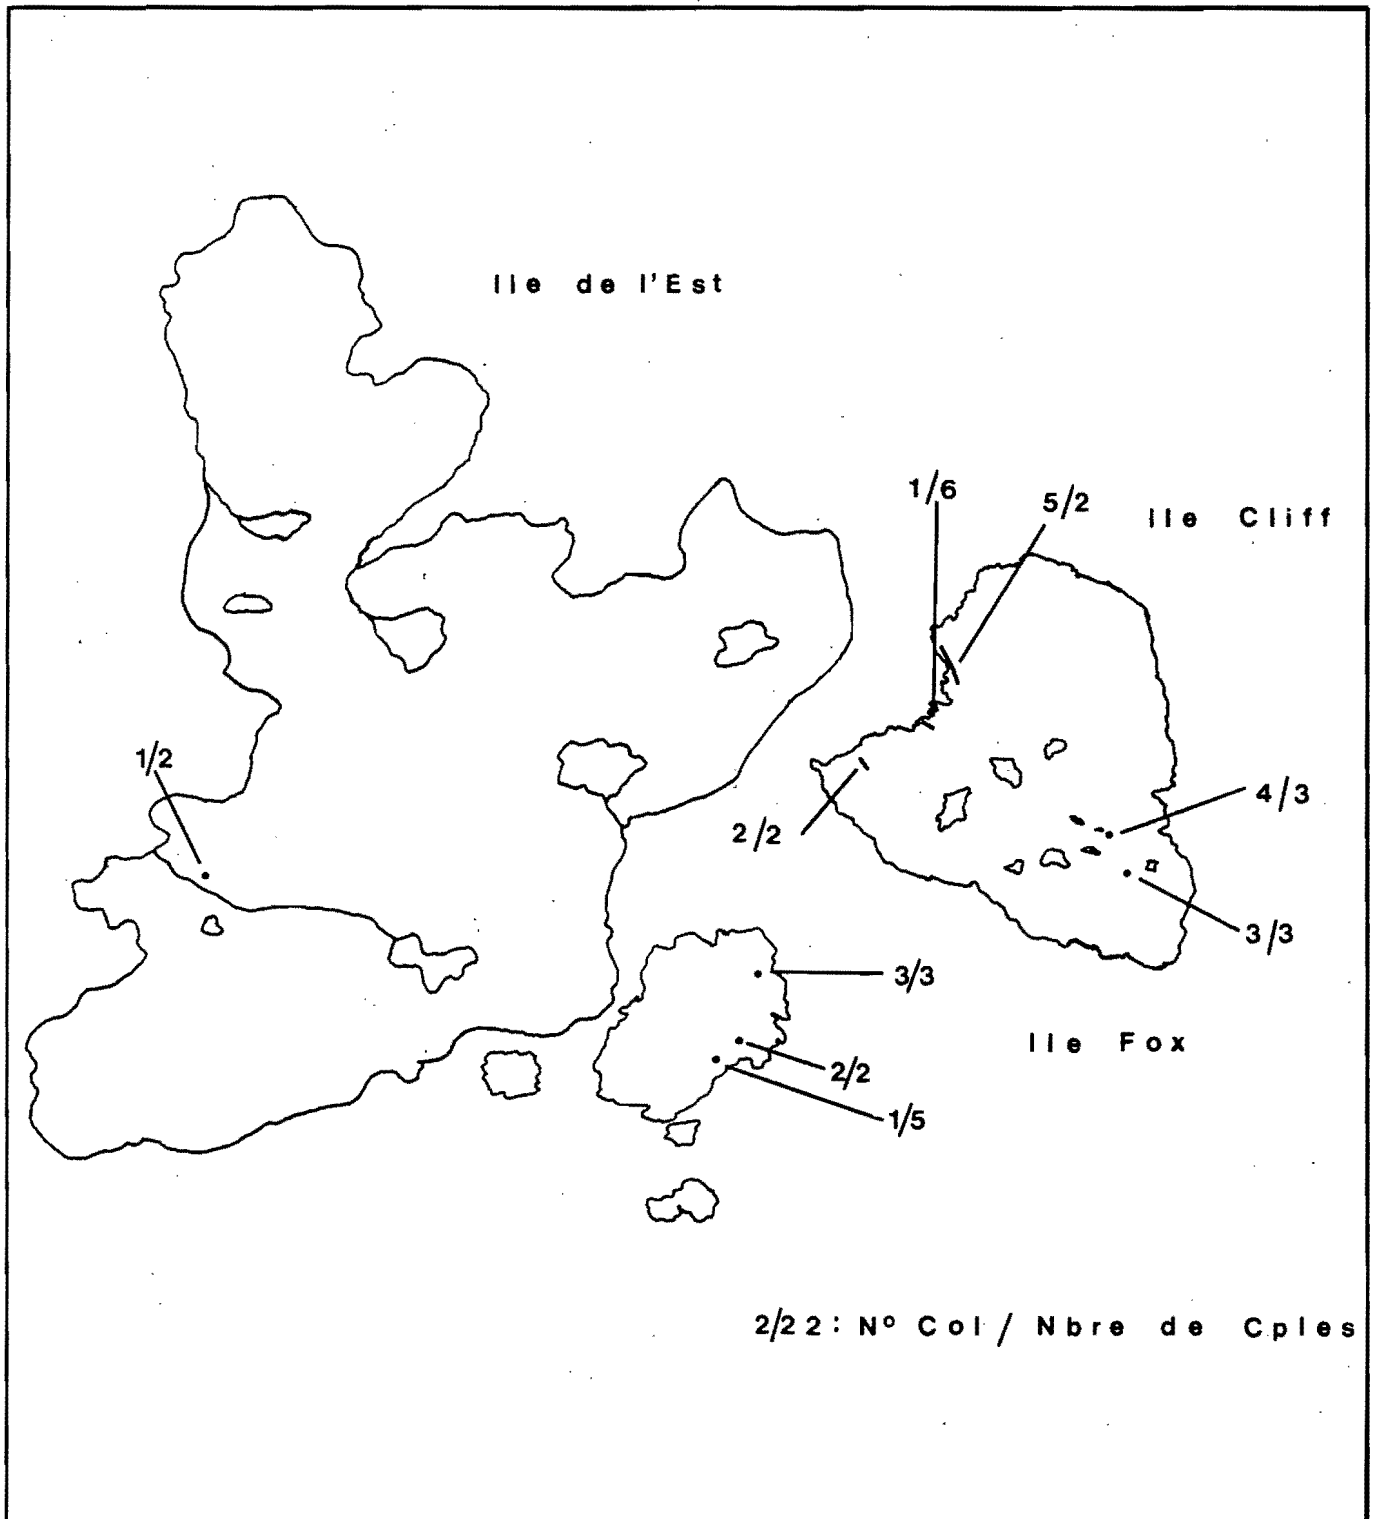 Ile de l'Est
1/6
5/2
Ile Cliff
1/2
4/3
2/2
3/3
3/3
Ile Fox
2/2
1/5
2/22: Nº Col / Nbre de Cples